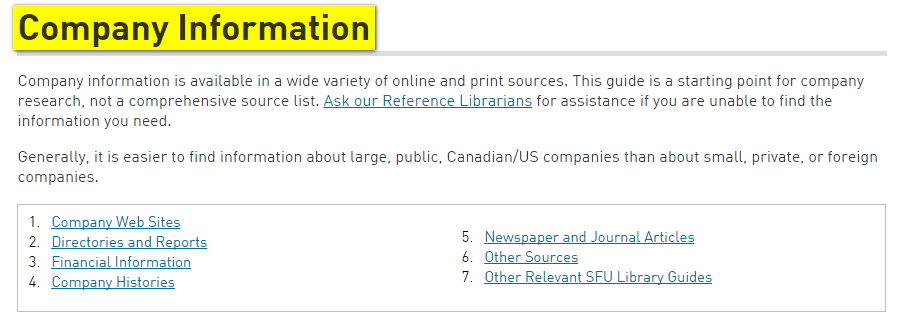 Company Information
Company information is available in a wide variety of online and print sources. This guide is a starting point for company
research, not a comprehensive source list. Ask our Reference Librarians for assistance if you are unable to find the
information you need.
Generally, it is easier to find information about large, public, Canadian/US companies than about small, private, or foreign
companies.
1. Company Web Sites
2. Directories and Reports
3. Financial Information
4. Company Histories
5. Newspaper and Journal Articles
6. Other Sources
7. Other Relevant SFU Library Guides